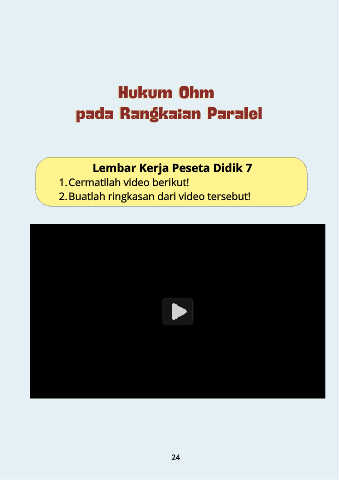 Hukum Ohm
pada Rangkaian Paralel
Lembar Kerja Peseta Didik 7
1. Cermatilah video berikut!
2. Buatlah ringkasan dari video tersebut!
24